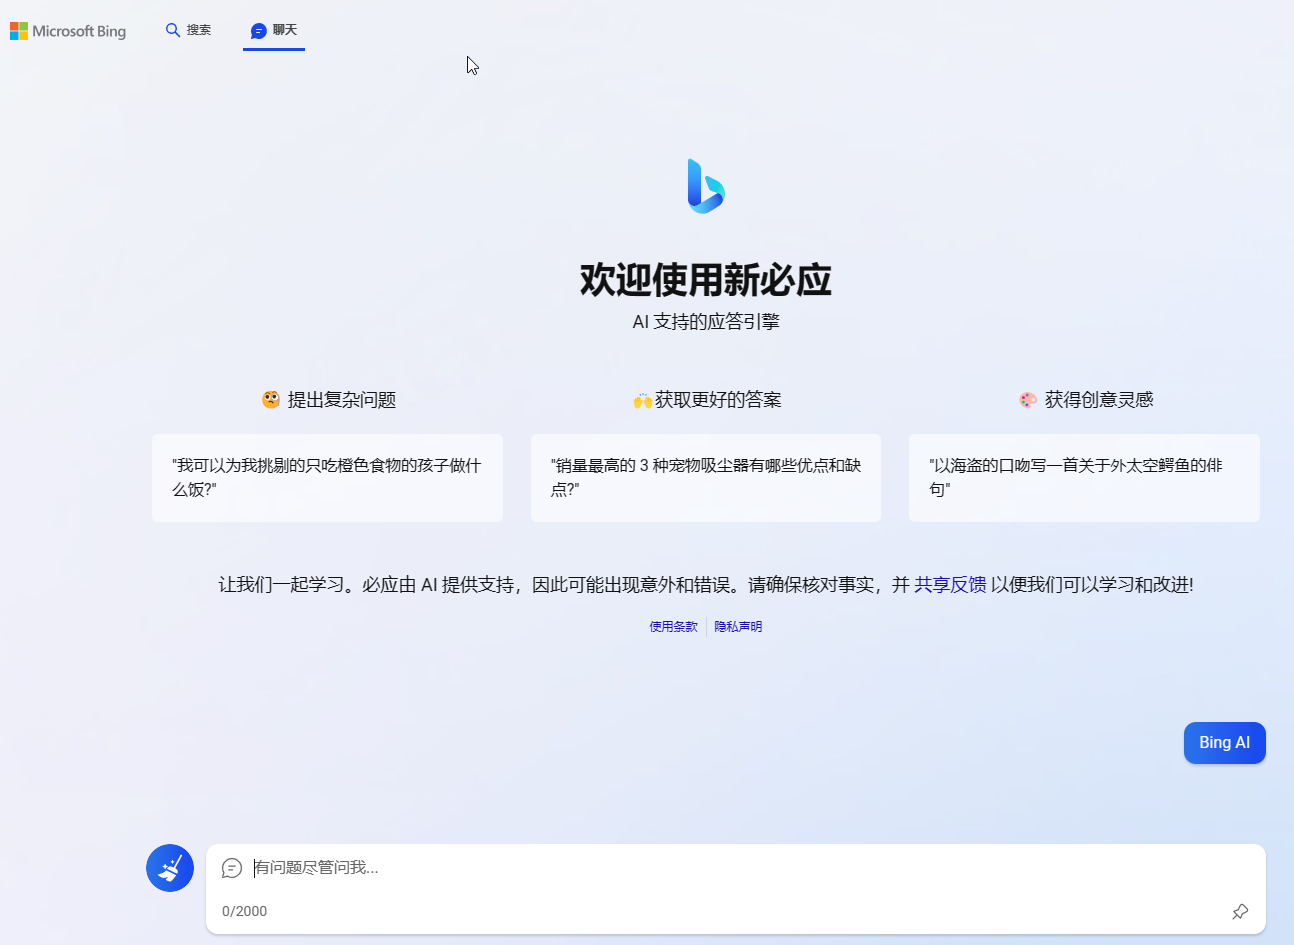 Microsoft Bing
搜索
聊天
欢迎使用新必应
AI 支持的应答引擎
提出复杂问题
"我可以为我挑剔的只吃橙色食物的孩子做什
么饭?"
获取更好的答案
"销量最高的 3 种宠物吸尘器有哪些优点和缺
点?"
获得创意灵感
"以海盗的口吻写一首关于外太空鳄鱼的俳
句"
让我们一起学习。必应由 AI 提供支持，因此可能出现意外和错误。请确保核对事实，并 共享反馈 以便我们可以学习和改进!
使用条款
隐私声明
Bing AI
有问题尽管问我...
0/2000